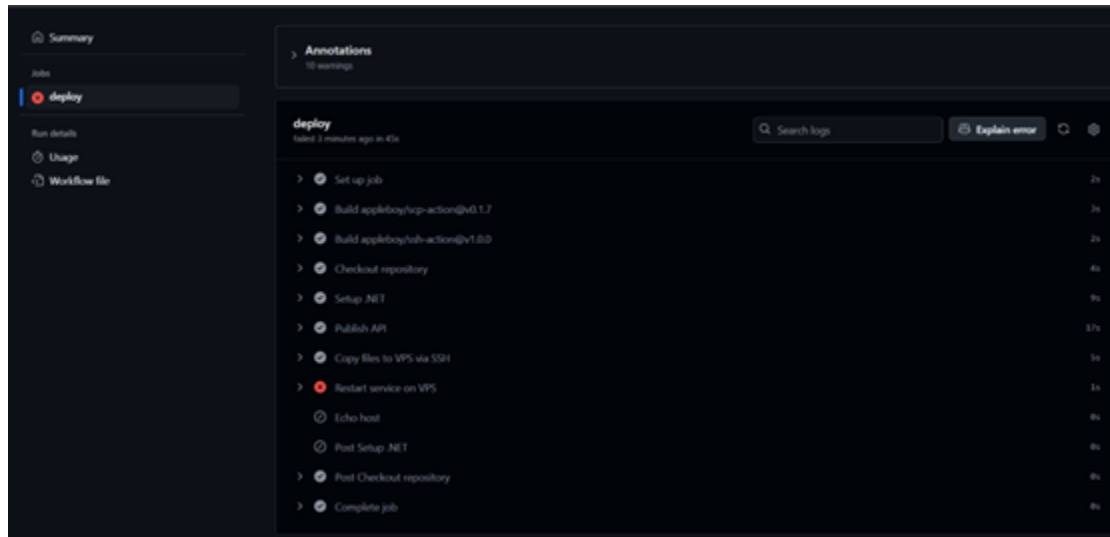 Summary
Jobs
deploy
Run details
Usage
Workflow file
Annotations
10 warnings
deploy
failed 3 minutes ago in 45s
Search logs
Explain error
Set up job 2s
Build appleboy/scp-action@v0.1.7 3s
Build appleboy/ssh-action@v1.0.0 2s
Checkout repository 4s
Setup .NET 9s
Publish API 17s
Copy files to VPS via SSH 5s
Restart service on VPS 1s
Echo host 0s
Post Setup .NET 0s
Post Checkout repository 0s
Complete job 0s